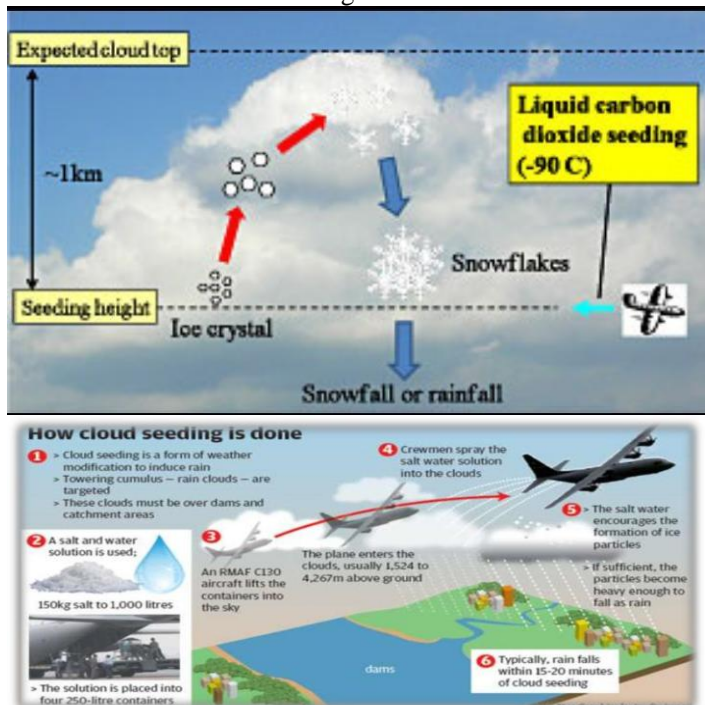 Expected cloud top
Liquid carbon
dioxide seeding
(-90 C)
~1km
Snowflakes
Seeding height
Ice crystal
Snowfall or rainfall
How cloud seeding is done
1 > Cloud seeding is a form of weather
modification to induce rain
> Towering cumulus – rain clouds – are
targeted
> These clouds must be over dams and
catchment areas
2 A salt and water
solution is used;
150kg salt to 1,000 litres
> The solution is placed into
four 250-litre containers
3
An RMAF C130
aircraft lifts the
containers into
the sky
The plane enters the
clouds, usually 1,524 to
4,267m above ground
4 Crewmen spray the
salt water solution
into the clouds
5 > The salt water
encourages the
formation of ice
particles
> If sufficient, the
particles become
heavy enough to
fall as rain
dams
6 Typically, rain falls
within 15-20 minutes
of cloud seeding